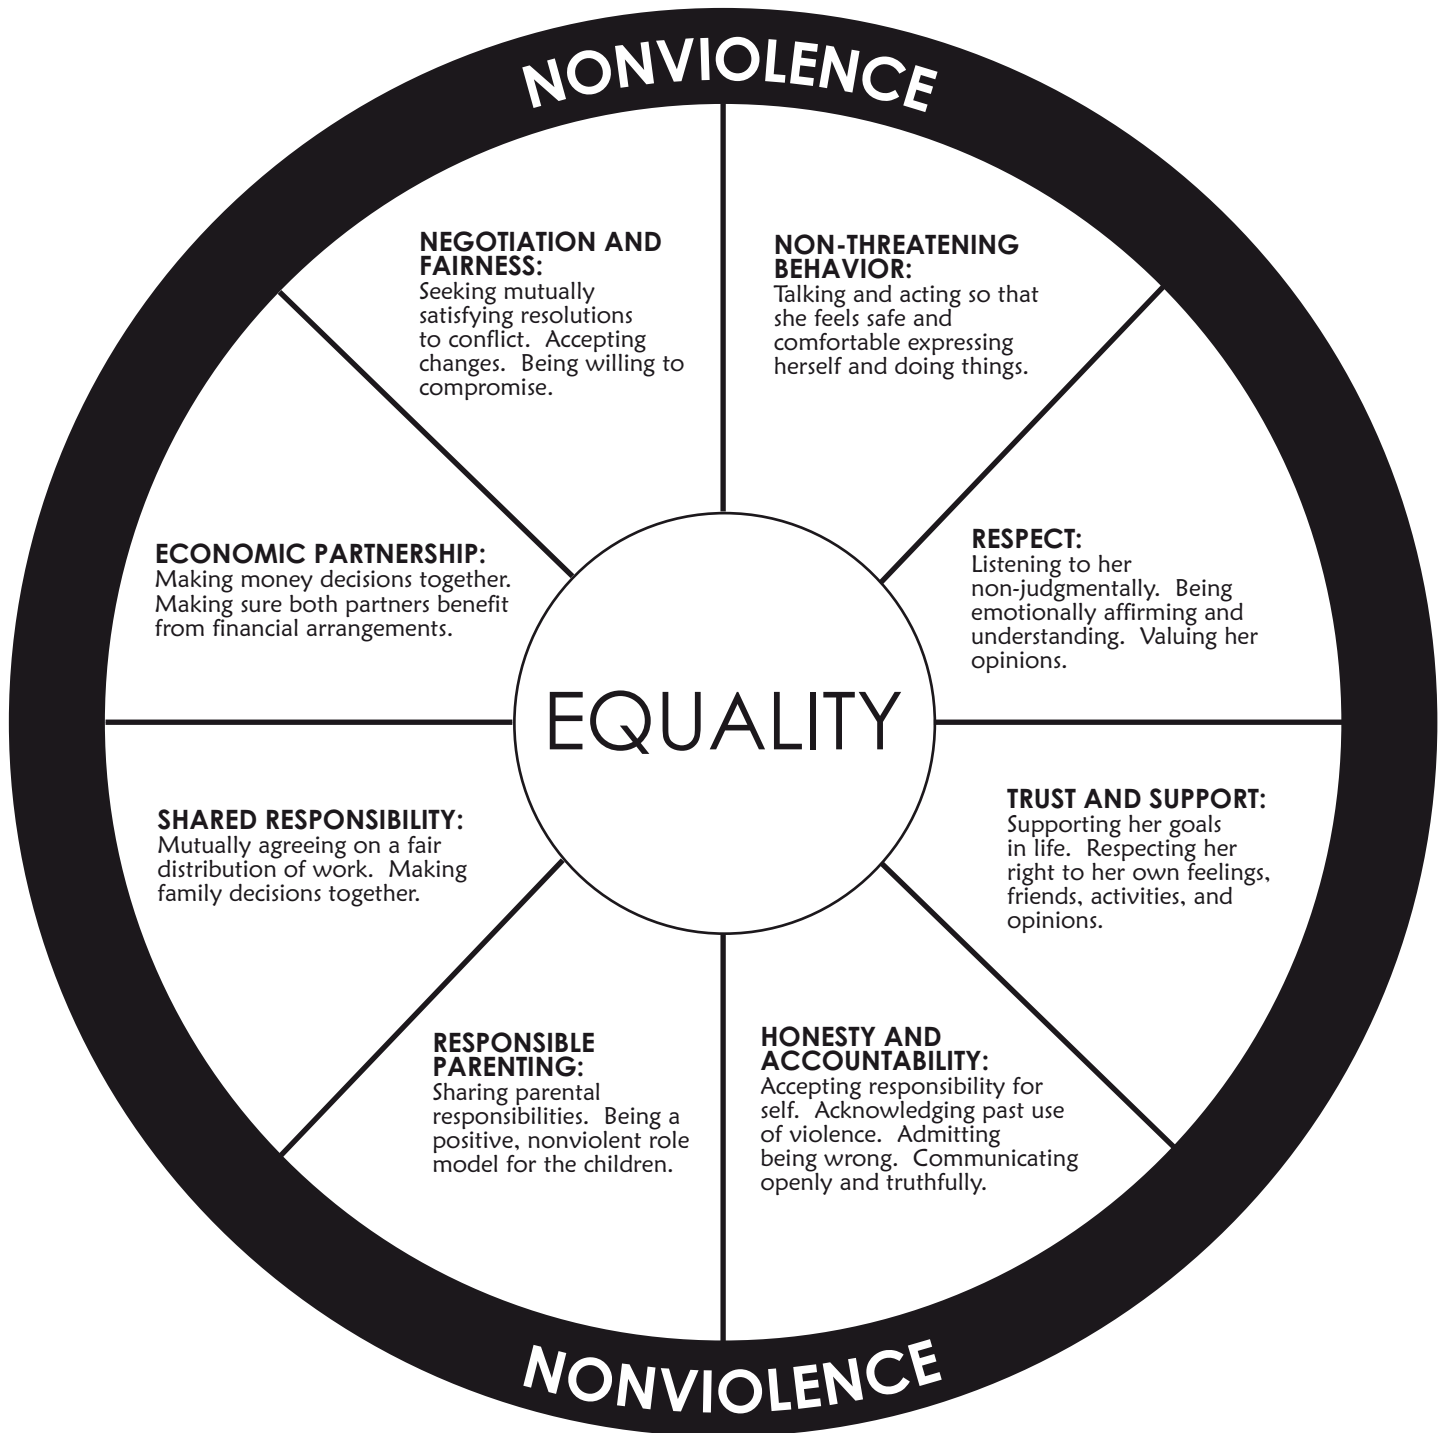 NONVIOLENCE
NEGOTIATION AND
FAIRNESS:
Seeking mutually
satisfying resolutions
to conflict.  Accepting
changes.  Being willing to
compromise.
NON-THREATENING
BEHAVIOR:
Talking and acting so that
she feels safe and
comfortable expressing
herself and doing things.
ECONOMIC PARTNERSHIP:
Making money decisions together.
Making sure both partners benefit
from financial arrangements.
RESPECT:
Listening to her
non-judgmentally.  Being
emotionally affirming and
understanding.  Valuing her
opinions.
EQUALITY
SHARED RESPONSIBILITY:
Mutually agreeing on a fair
distribution of work.  Making
family decisions together.
TRUST AND SUPPORT:
Supporting her goals
in life.  Respecting her
right to her own feelings,
friends, activities, and
opinions.
RESPONSIBLE
PARENTING:
Sharing parental
responsibilities.  Being a
positive, nonviolent role
model for the children.
HONESTY AND
ACCOUNTABILITY:
Accepting responsibility for
self.  Acknowledging past use
of violence.  Admitting
being wrong.  Communicating
openly and truthfully.
NONVIOLENCE